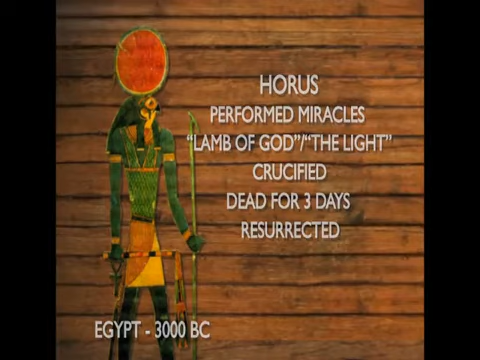 HORUS
PERFORMED MIRACLES
“LAMB OF GOD”/“THE LIGHT”
CRUCIFIED
DEAD FOR 3 DAYS
RESURRECTED
EGYPT - 3000 BC